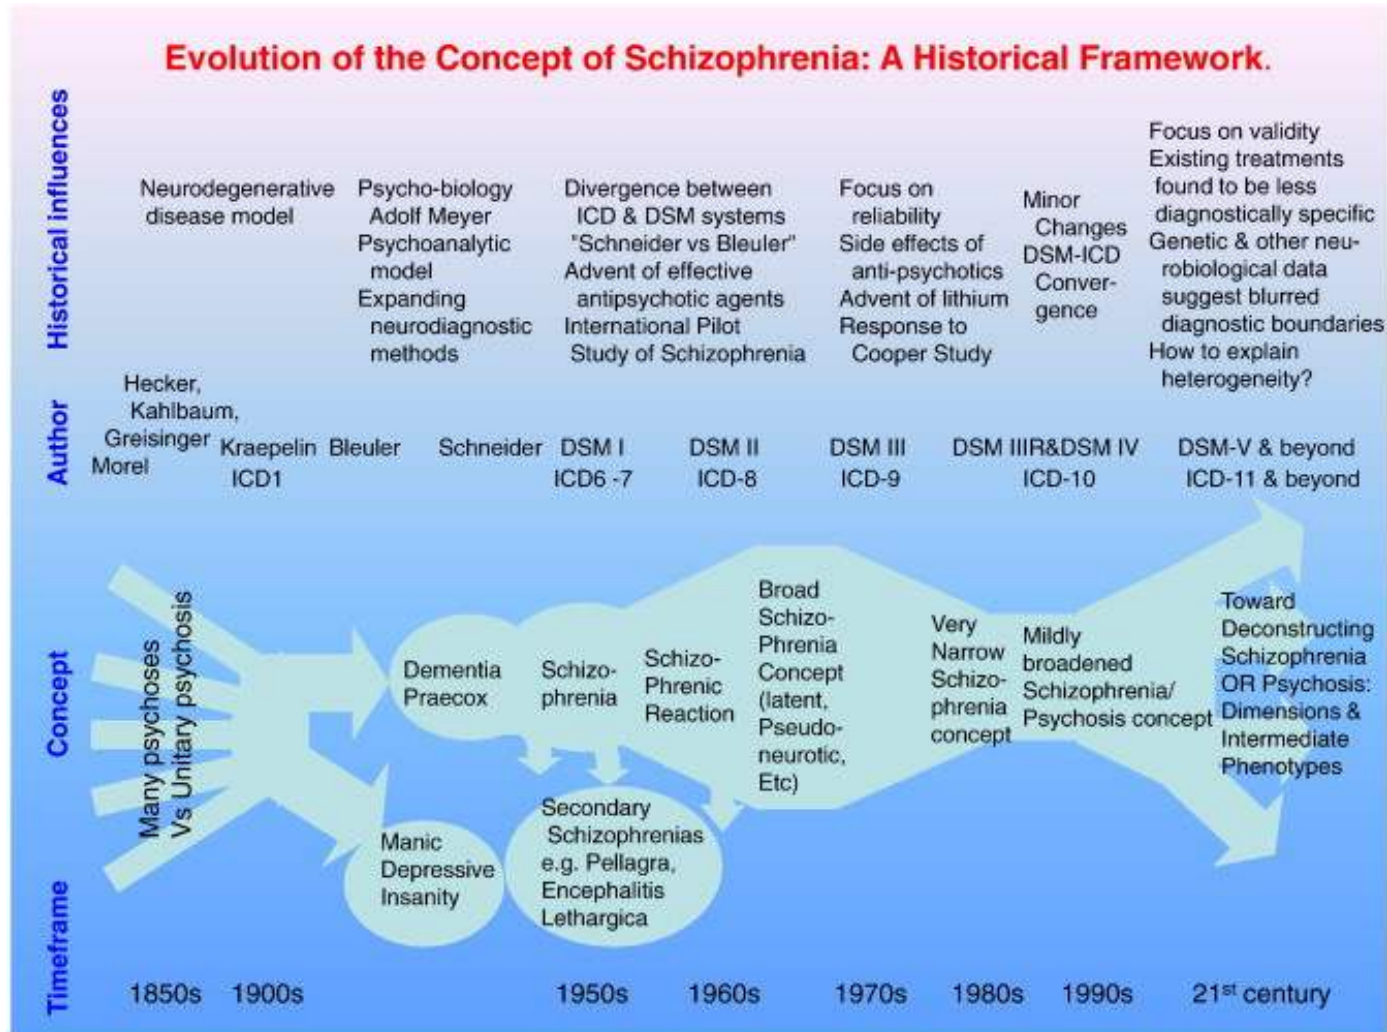 Evolution of the Concept of Schizophrenia: A Historical Framework.
Historical influences
Neurodegenerative
disease model
Psycho-biology
Adolf Meyer
Psychoanalytic
model
Expanding
neurodiagnostic
methods
Divergence between
ICD & DSM systems
"Schneider vs Bleuler"
Advent of effective
antipsychotic agents
International Pilot
Study of Schizophrenia
Focus on
reliability
Side effects of
anti-psychotics
Advent of lithium
Response to
Cooper Study
Minor
Changes
DSM-ICD
Conver-
gence
Focus on validity
Existing treatments
found to be less
diagnostically specific
Genetic & other neu-
robiological data
suggest blurred
diagnostic boundaries
How to explain
heterogeneity?
Author
Hecker,
Kahlbaum,
Greisinger
Morel
Kraepelin
ICD1
Bleuler
Schneider
DSM I
ICD6 -7
DSM II
ICD-8
DSM III
ICD-9
DSM IIIR&DSM IV
ICD-10
DSM-V & beyond
ICD-11 & beyond
Concept
Many psychoses
Vs Unitary psychosis
Dementia
Praecox
Manic
Depressive
Insanity
Schizo-
phrenia
Secondary
Schizophrenias
e.g. Pellagra,
Encephalitis
Lethargica
Schizo-
Phrenic
Reaction
Broad
Schizo-
Phrenia
Concept
(latent,
Pseudo-
neurotic,
Etc)
Very
Narrow
Schizo-
phrenia
concept
Mildly
broadened
Schizophrenia/
Psychosis concept
Toward
Deconstructing
Schizophrenia
OR Psychosis:
Dimensions &
Intermediate
Phenotypes
Timeframe
1850s
1900s
1950s
1960s
1970s
1980s
1990s
21st century